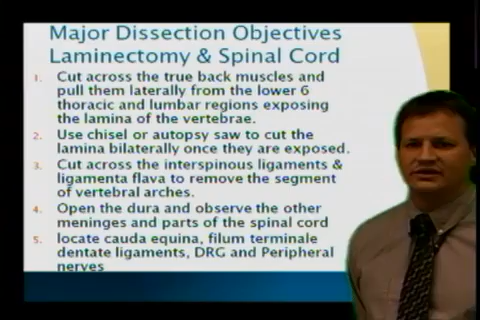 Major Dissection Objectives
Laminectomy & Spinal Cord
1. Cut across the true back muscles and
pull them laterally from the lower 6
thoracic and lumbar regions exposing
the lamina of the vertebrae.
2. Use chisel or autopsy saw to cut the
lamina bilaterally once they are exposed.
3. Cut across the interspinous ligaments &
ligamenta flava to remove the segment
of vertebral arches.
4. Open the dura and observe the other
meninges and parts of the spinal cord
5. locate cauda equina, filum terminale
dentate ligaments, DRG and Peripheral
nerves